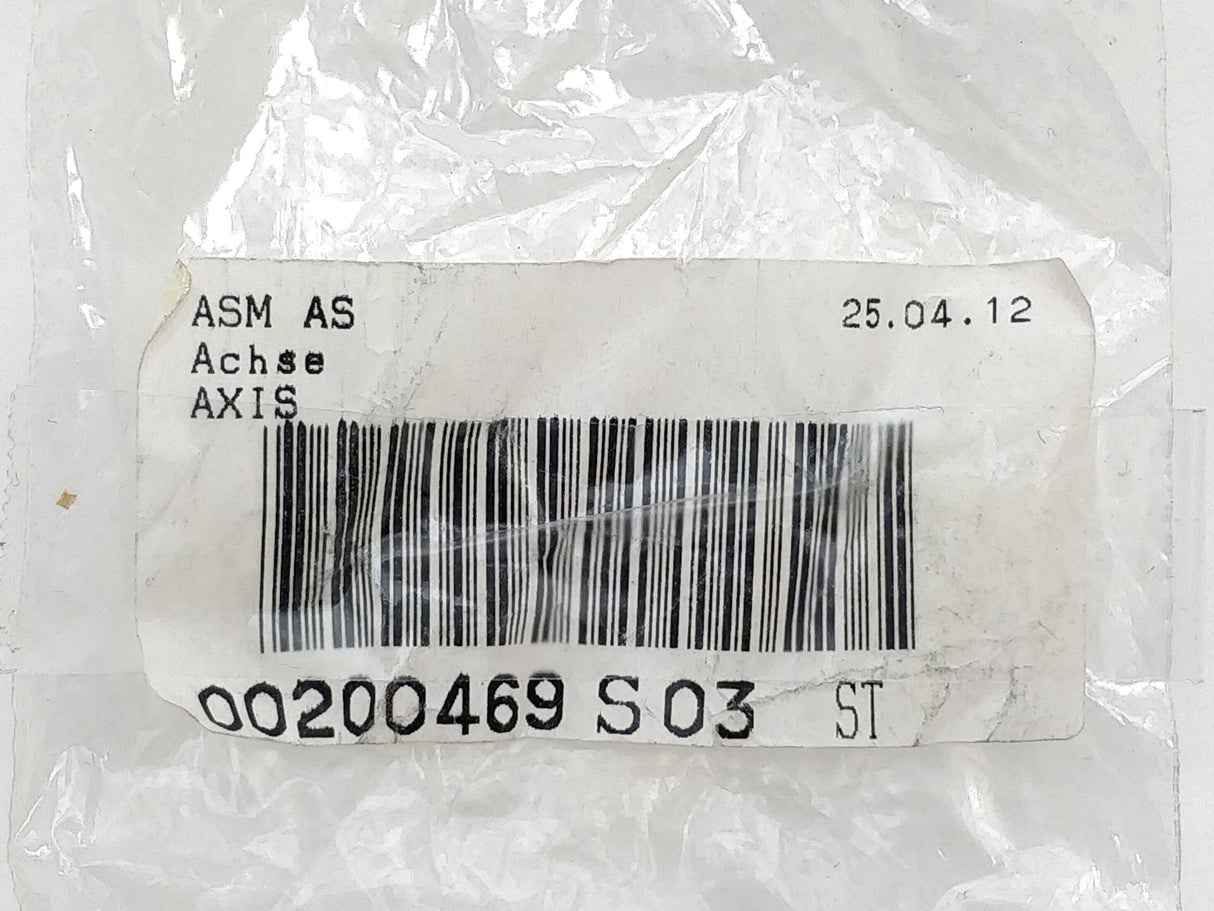 ASM AS 25.04.12
Achse
AXIS
00200469 S 03 ST